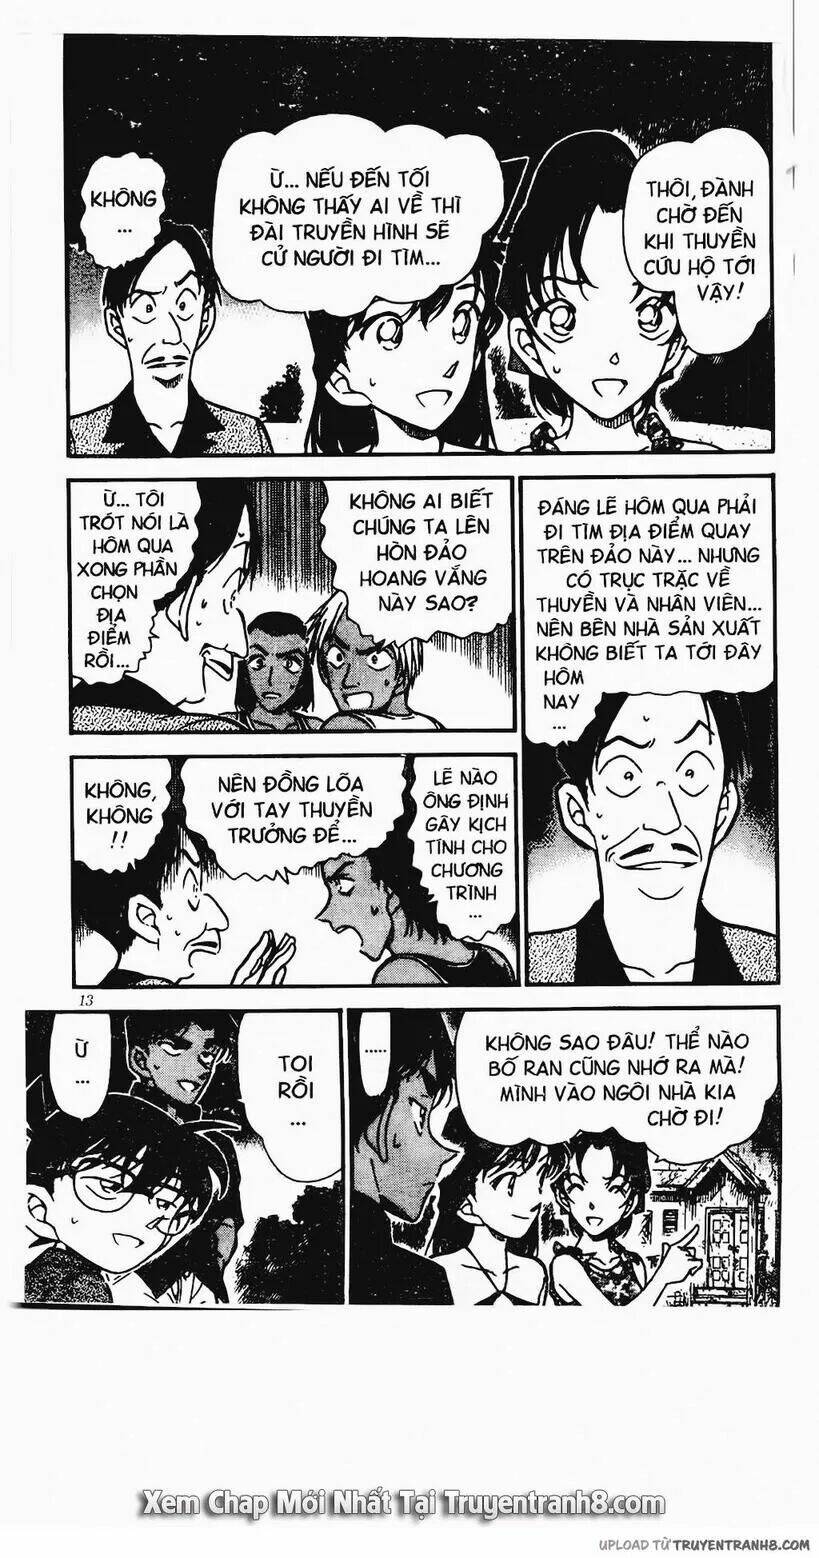 THÔI, ĐÀNH
CHỜ ĐẾN
KHI THUYỀN
CỨU HỘ TỚI
VẬY!
Ừ... NẾU ĐẾN TỐI
KHÔNG THẤY AI VỀ THÌ
ĐÀI TRUYỀN HÌNH SẼ
CỬ NGƯỜI ĐI TÌM...
KHÔNG
...
ĐÁNG LẼ HÔM QUA PHẢI
ĐI TÌM ĐỊA ĐIỂM QUAY
TRÊN ĐẢO NÀY... NHƯNG
CÓ TRỤC TRẶC VỀ
THUYỀN VÀ NHÂN VIÊN...
NÊN BÊN NHÀ SẢN XUẤT
KHÔNG BIẾT TA TỚI ĐÂY
HÔM
NAY
...
KHÔNG AI BIẾT
CHÚNG TA LÊN
HÒN ĐẢO
HOANG VẮNG
NÀY SAO?
Ừ... TÔI
TRÓT NÓI LÀ
HÔM QUA
XONG PHẦN
CHỌN
ĐỊA
ĐIỂM
RỒI...
LẼ NÀO
ÔNG ĐỊNH
GÂY KỊCH
TÍNH CHO
CHƯƠNG
TRÌNH
...
NÊN ĐỒNG LÕA
VỚI TAY THUYỀN
TRƯỞNG ĐỂ...
KHÔNG,
KHÔNG
!!
13
KHÔNG SAO ĐÂU! THỂ NÀO
BỐ RAN CŨNG NHỚ RA MÀ!
MÌNH VÀO NGÔI NHÀ KIA
CHỜ ĐI!
......
TOI
RỒI
...
Ừ
...
Xem Chap Mới Nhất Tại Truyentranh8.com
UPLOAD TỪ TRUYENTRANH8.COM